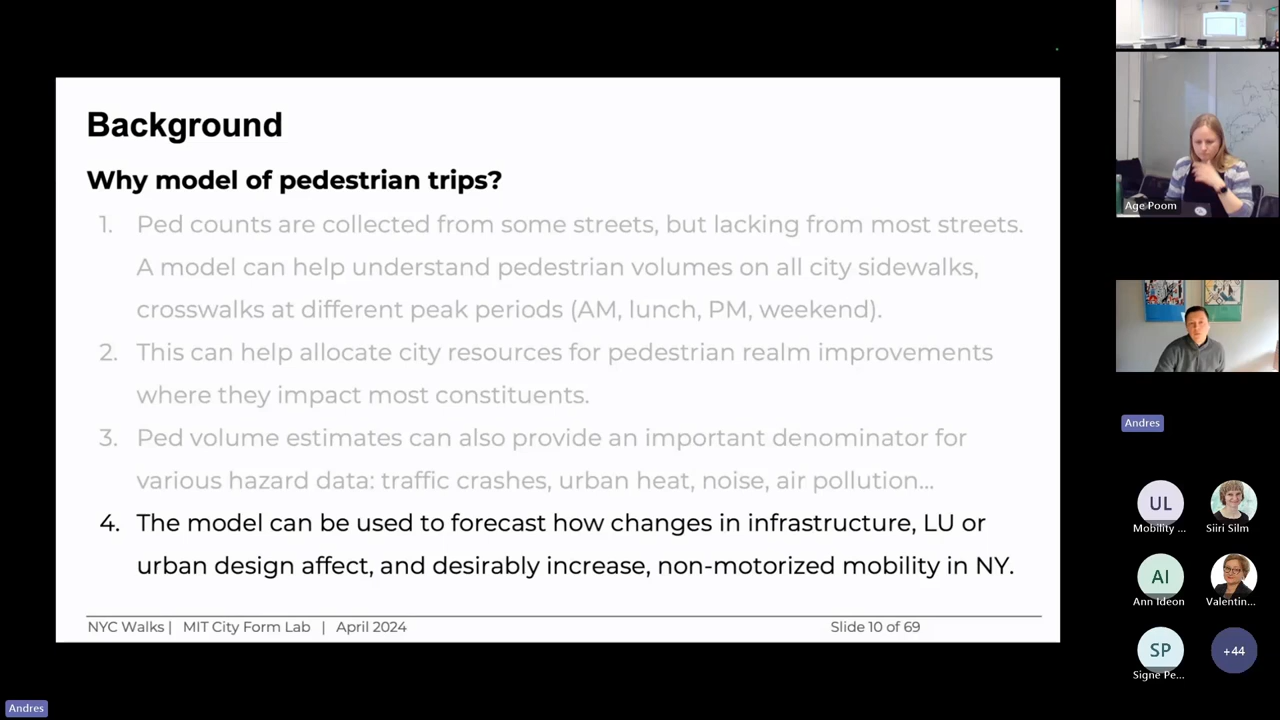 Background
Why model of pedestrian trips?
1. Ped counts are collected from some streets, but lacking from most streets.
A model can help understand pedestrian volumes on all city sidewalks,
crosswalks at different peak periods (AM, lunch, PM, weekend).
2. This can help allocate city resources for pedestrian realm improvements
where they impact most constituents.
3. Ped volume estimates can also provide an important denominator for
various hazard data: traffic crashes, urban heat, noise, air pollution...
4. The model can be used to forecast how changes in infrastructure, LU or
urban design affect, and desirably increase, non-motorized mobility in NY.
NYC Walks | MIT City Form Lab | April 2024
Slide 10 of 69
Age Poom
Andres
UL
Mobility ...
Siiri Silm
AI
Ann Ideon
Valentin...
SP
Signe Pe...
+44
Andres